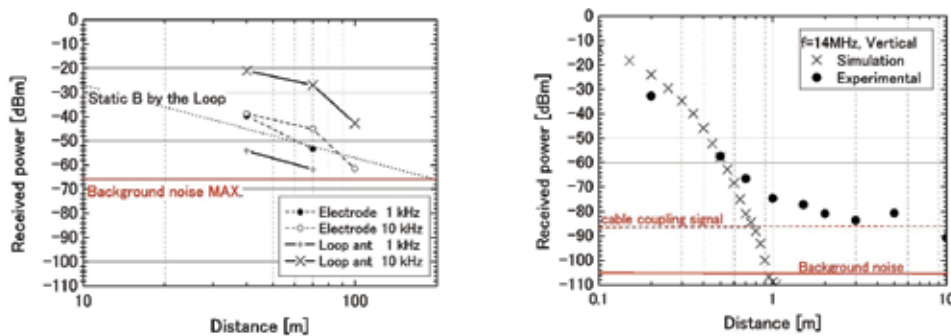 0
-10
-20
-30
-40
-50
-60
-70
-80
-90
-100
-110
Received power [dBm]
Static B by the Loop
Background noise MAX.
Electrode 1 kHz
Electrode 10 kHz
Loop ant 1 kHz
Loop ant 10 kHz
10
100
Distance [m]
0
-10
-20
-30
-40
-50
-60
-70
-80
-90
-100
-110
Received power [dBm]
f=14MHz, Vertical
Simulation
Experimental
cable coupling signal
Background noise
0.1
1
10
Distance [m]